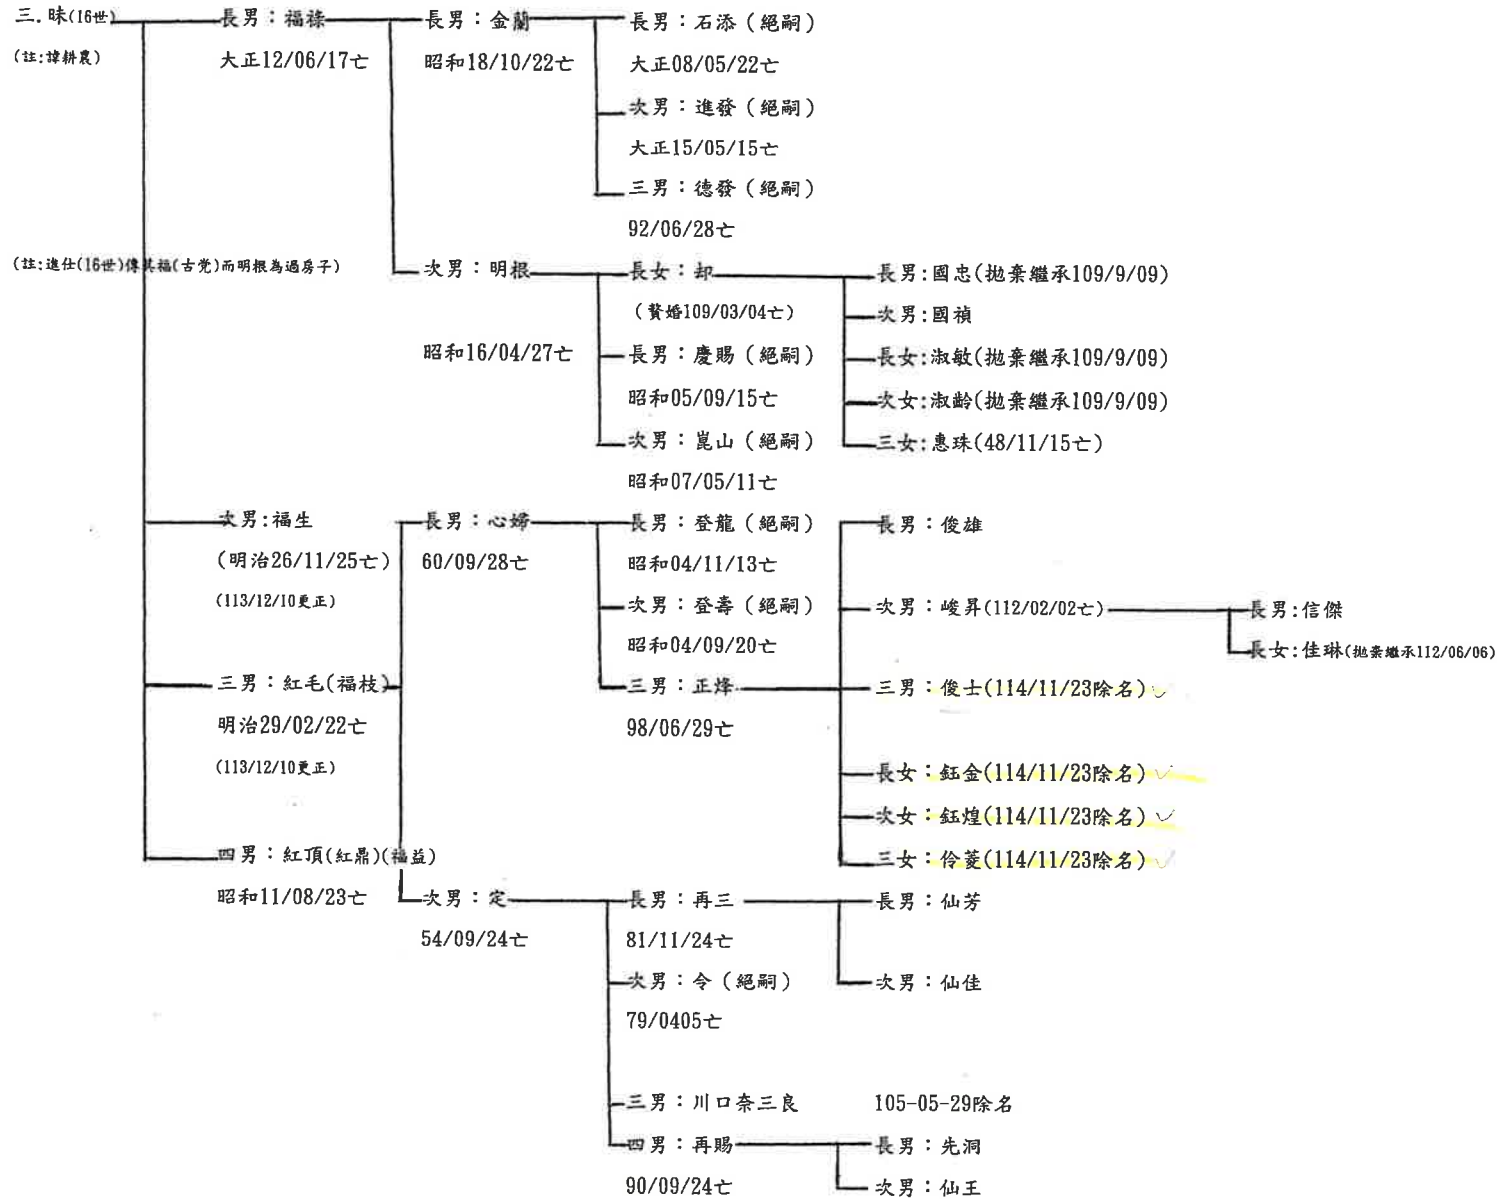 三.昧(16世) 長男：福祿 長男：金蘭 長男：石添（絕嗣）
(註:諱耕農) 大正12/06/17亡 昭和18/10/22亡 大正08/05/22亡
次男：進發（絕嗣）
大正15/05/15亡
三男：德發（絕嗣）
92/06/28亡
(註:進仕(16世)傳其福(古党)而明根為過房子) 次男：明根 長女：却 長男:國忠(拋棄繼承109/9/09)
（贅婚109/03/04亡） 次男:國禎
昭和16/04/27亡 長男：慶賜（絕嗣） 長女:淑敏(拋棄繼承109/9/09)
昭和05/09/15亡 次女:淑齡(拋棄繼承109/9/09)
次男：崑山（絕嗣） 三女:惠珠(48/11/15亡)
昭和07/05/11亡
次男:福生 長男：心婦 長男：登龍（絕嗣） 長男：俊雄
(明治26/11/25亡) 60/09/28亡 昭和04/11/13亡
(113/12/10更正) 次男：登壽（絕嗣） 次男：峻昇(112/02/02亡) 長男:信傑
昭和04/09/20亡 長女:佳琳(拋棄繼承112/06/06)
三男：紅毛(福枝) 三男：正烽 三男：俊士(114/11/23除名)
明治29/02/22亡 98/06/29亡
(113/12/10更正) 長女：鈺金(114/11/23除名)
次女：鈺煌(114/11/23除名)
四男：紅頂(紅鼎)(福益) 三女：伶菱(114/11/23除名)
昭和11/08/23亡 次男：定 長男：再三 長男：仙芳
54/09/24亡 81/11/24亡
次男：令（絕嗣） 次男：仙佳
79/0405亡
三男：川口奈三良 105-05-29除名
四男：再賜 長男：先洞
90/09/24亡 次男：仙王